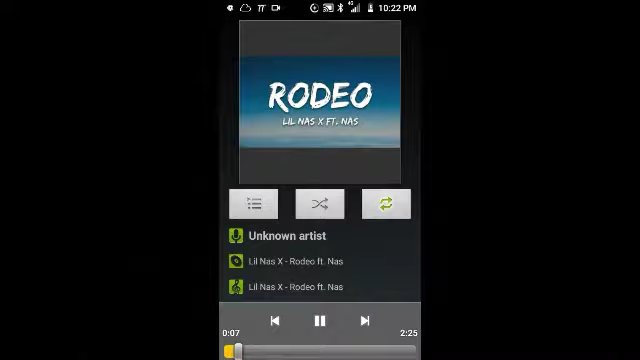 10:22 PM
RODEO
LIL NAS X FT. NAS
Unknown artist
Lil Nas X - Rodeo ft. Nas
Lil Nas X - Rodeo ft. Nas
0:07
2:25